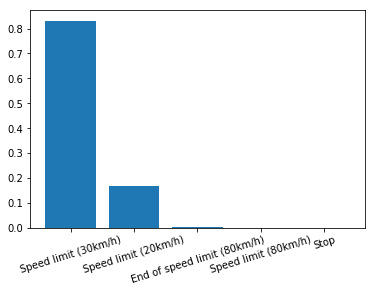 0.8
0.7
0.6
0.5
0.4
0.3
0.2
0.1
0.0
Speed limit (30km/h)
Speed limit (20km/h)
End of speed limit (80km/h)
Speed limit (80km/h)
Stop